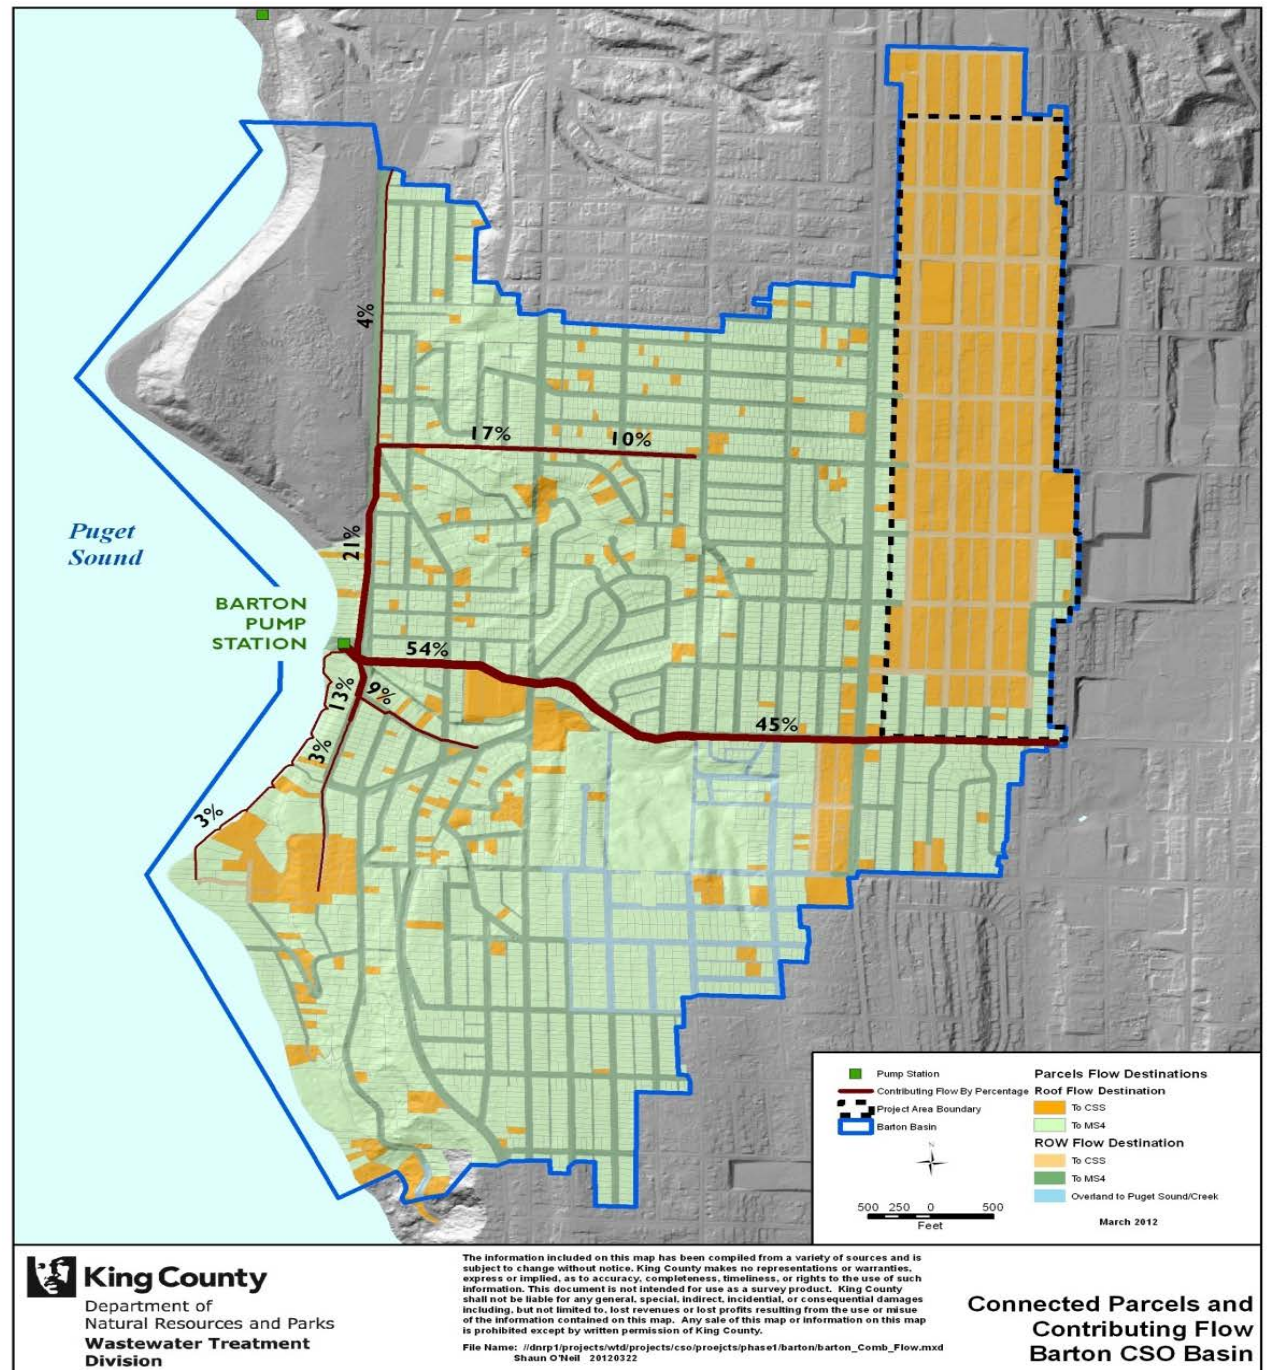 4%
17%
10%
21%
Puget
Sound
BARTON
PUMP
STATION
54%
13%
9%
45%
3%
3%
Pump Station
Contributing Flow By Percentage
Project Area Boundary
Barton Basin
N
500 250 0 500
Feet
Parcels Flow Destinations
Roof Flow Destination
To CSS
To MS4
ROW Flow Destination
To CSS
To MS4
Overland to Puget Sound/Creek
March 2012
King County
Department of
Natural Resources and Parks
Wastewater Treatment
Division
The information included on this map has been compiled from a variety of sources and is
subject to change without notice. King County makes no representations or warranties,
express or implied, as to accuracy, completeness, timeliness, or rights to the use of such
information. This document is not intended for use as a survey product. King County
shall not be liable for any general, special, indirect, incidental, or consequential damages
including, but not limited to, lost revenues or lost profits resulting from the use or misue
of the information contained on this map. Any sale of this map or information on this map
is prohibited except by written permission of King County.
File Name: //dnrp1/projects/wtd/projects/cso/proejcts/phase1/barton/barton_Comb_Flow.mxd
Shaun O'Neil 20120322
Connected Parcels and
Contributing Flow
Barton CSO Basin